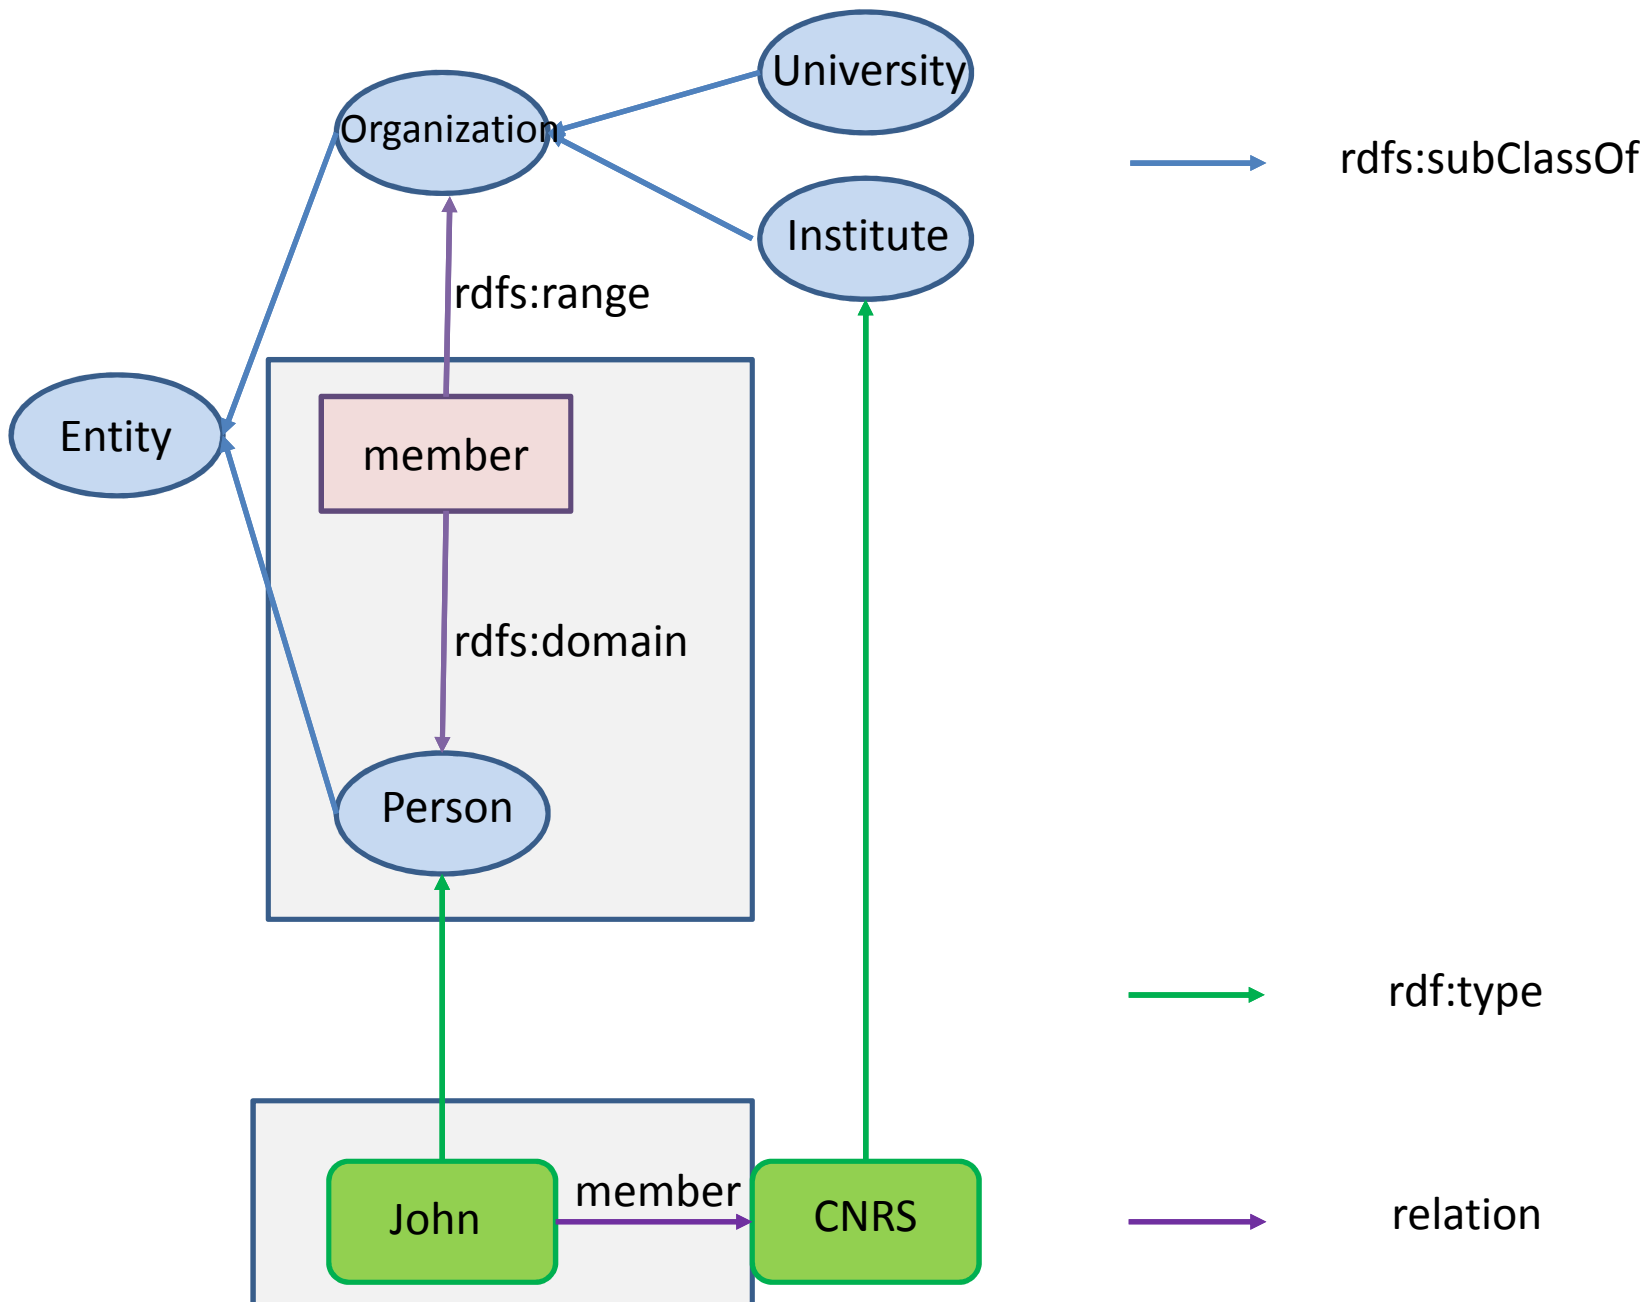 University
Organization
rdfs:subClassOf
Institute
rdfs:range
Entity
member
rdfs:domain
Person
rdf:type
member
John
CNRS
relation